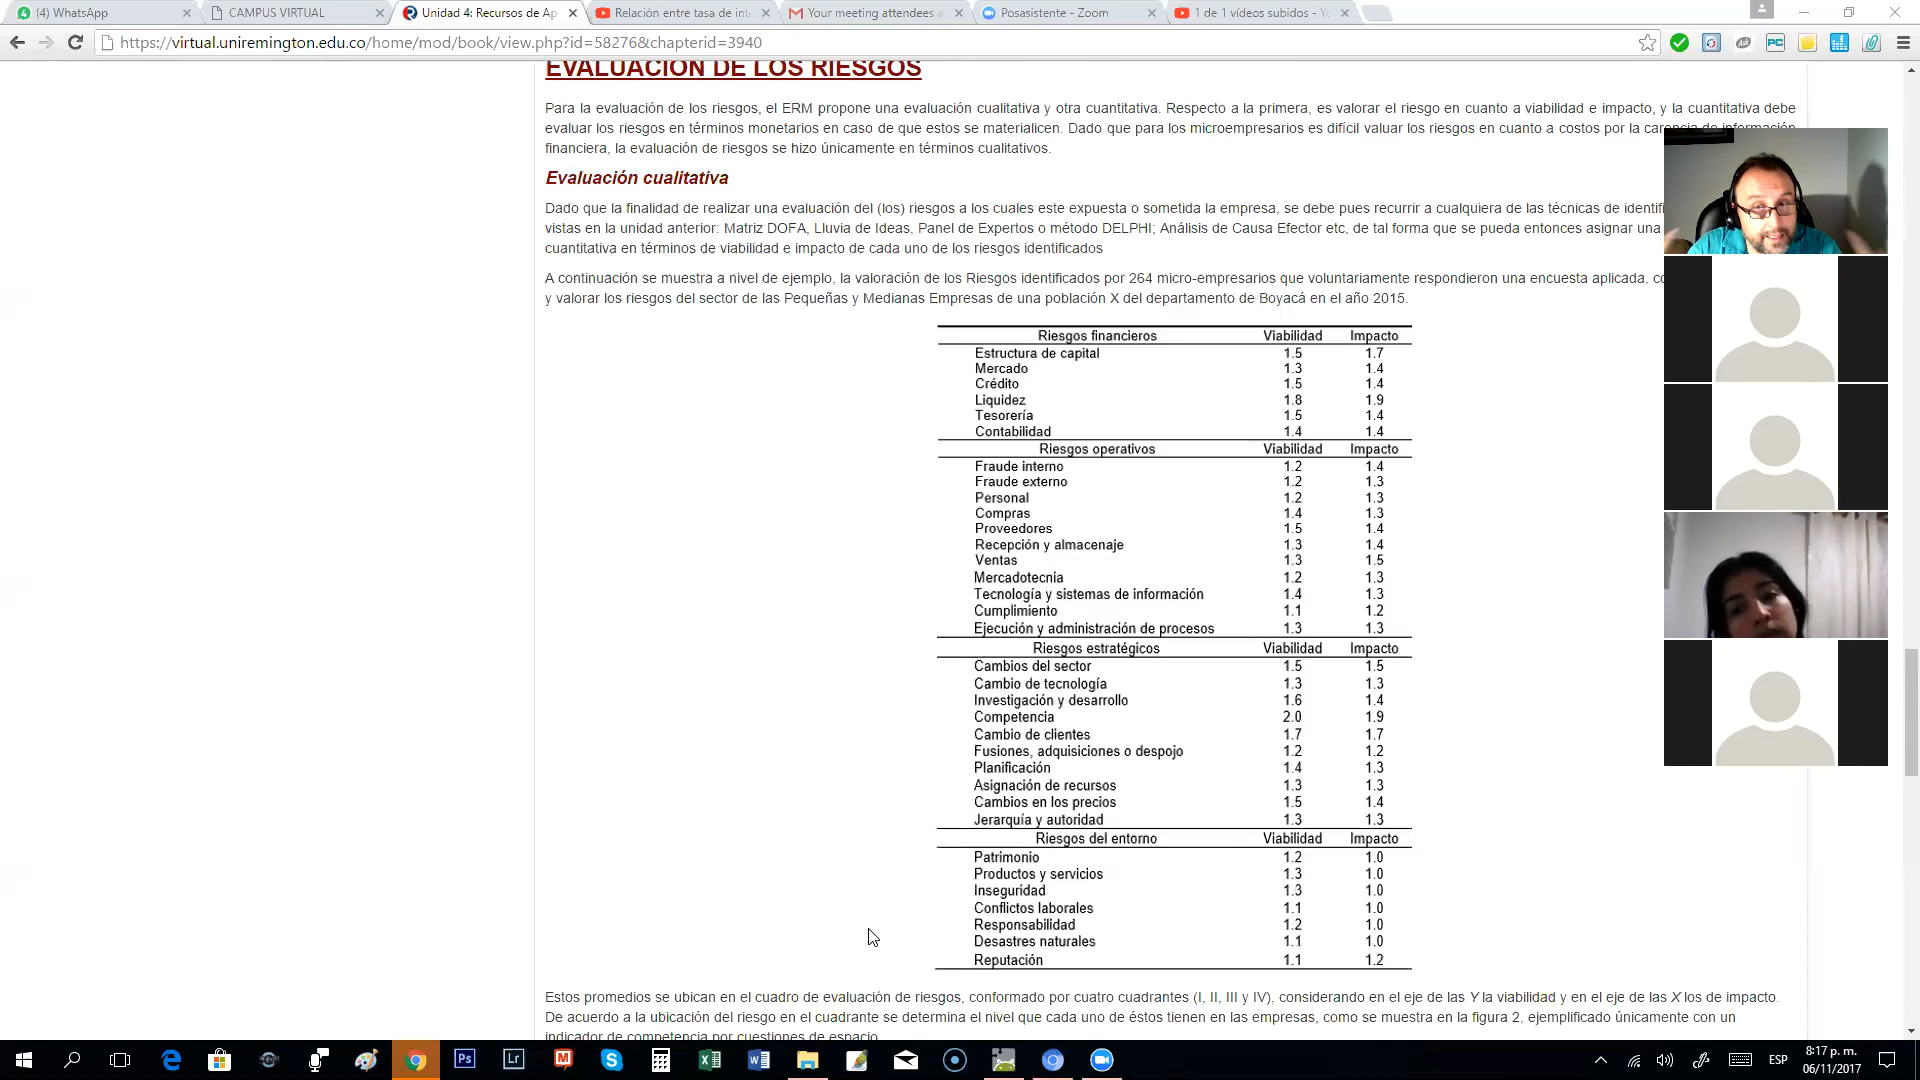 (4) WhatsApp
CAMPUS VIRTUAL
Unidad 4: Recursos de Ap
Relación entre tasa de int
Your meeting attendees
Posasistente - Zoom
1 de 1 vídeos subidos - Yo
https://virtual.uniremington.edu.co/home/mod/book/view.php?id=58276&chapterid=3940
EVALUACION DE LOS RIESGOS
Para la evaluación de los riesgos, el ERM propone una evaluación cualitativa y otra cuantitativa. Respecto a la primera, es valorar el riesgo en cuanto a viabilidad e impacto, y la cuantitativa debe
evaluar los riesgos en términos monetarios en caso de que estos se materialicen. Dado que para los microempresarios es difícil valuar los riesgos en cuanto a costos por la carencia de información
financiera, la evaluación de riesgos se hizo únicamente en términos cualitativos.
Evaluación cualitativa
Dado que la finalidad de realizar una evaluación del (los) riesgos a los cuales este expuesta o sometida la empresa, se debe pues recurrír a cualquiera de las técnicas de identifi
vistas en la unidad anterior: Matriz DOFA, Lluvia de Ideas, Panel de Expertos o método DELPHI; Análisis de Causa Efector etc, de tal forma que se pueda entonces asignar una
cuantitativa en términos de viabilidad e impacto de cada uno de los riesgos identificados
A continuación se muestra a nivel de ejemplo, la valoración de los Riesgos identificados por 264 micro-empresarios que voluntariamente respondieron una encuesta aplicada, co
y valorar los riesgos del sector de las Pequeñas y Medianas Empresas de una población X del departamento de Boyacá en el año 2015.
Riesgos financieros Viabilidad Impacto
Estructura de capital 1.5 1.7
Mercado 1.3 1.4
Crédito 1.5 1.4
Liquidez 1.8 1.9
Tesorería 1.5 1.4
Contabilidad 1.4 1.4
Riesgos operativos Viabilidad Impacto
Fraude interno 1.2 1.4
Fraude externo 1.2 1.3
Personal 1.2 1.3
Compras 1.4 1.3
Proveedores 1.5 1.4
Recepción y almacenaje 1.3 1.4
Ventas 1.3 1.5
Mercadotecnia 1.2 1.3
Tecnología y sistemas de información 1.4 1.3
Cumplimiento 1.1 1.2
Ejecución y administración de procesos 1.3 1.3
Riesgos estratégicos Viabilidad Impacto
Cambios del sector 1.5 1.5
Cambio de tecnología 1.3 1.3
Investigación y desarrollo 1.6 1.4
Competencia 2.0 1.9
Cambio de clientes 1.7 1.7
Fusiones, adquisiciones o despojo 1.2 1.2
Planificación 1.4 1.3
Asignación de recursos 1.3 1.3
Cambios en los precios 1.5 1.4
Jerarquía y autoridad 1.3 1.3
Riesgos del entorno Viabilidad Impacto
Patrimonio 1.2 1.0
Productos y servicios 1.3 1.0
Inseguridad 1.3 1.0
Conflictos laborales 1.1 1.0
Responsabilidad 1.2 1.0
Desastres naturales 1.1 1.0
Reputación 1.1 1.2
Estos promedios se ubican en el cuadro de evaluación de riesgos, conformado por cuatro cuadrantes (I, II, III y IV), considerando en el eje de las Y la viabilidad y en el eje de las X los de impacto.
De acuerdo a la ubicación del riesgo en el cuadrante se determina el nivel que cada uno de éstos tienen en las empresas, como se muestra en la figura 2, ejemplificado únicamente con un
indicador de competencia por cuestiones de espacio
ESP
8:17 p. m.
06/11/2017